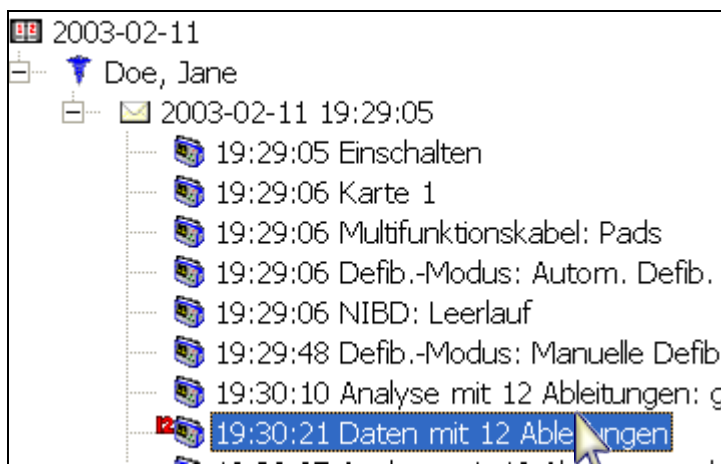 2003-02-11
Doe, Jane
2003-02-11 19:29:05
19:29:05 Einschalten
19:29:06 Karte 1
19:29:06 Multifunktionskabel: Pads
19:29:06 Defib.-Modus: Autom. Defib.
19:29:06 NIBD: Leerlauf
19:29:48 Defib.-Modus: Manuelle Defib
19:30:10 Analyse mit 12 Ableitungen: g
12 19:30:21 Daten mit 12 Ableitungen